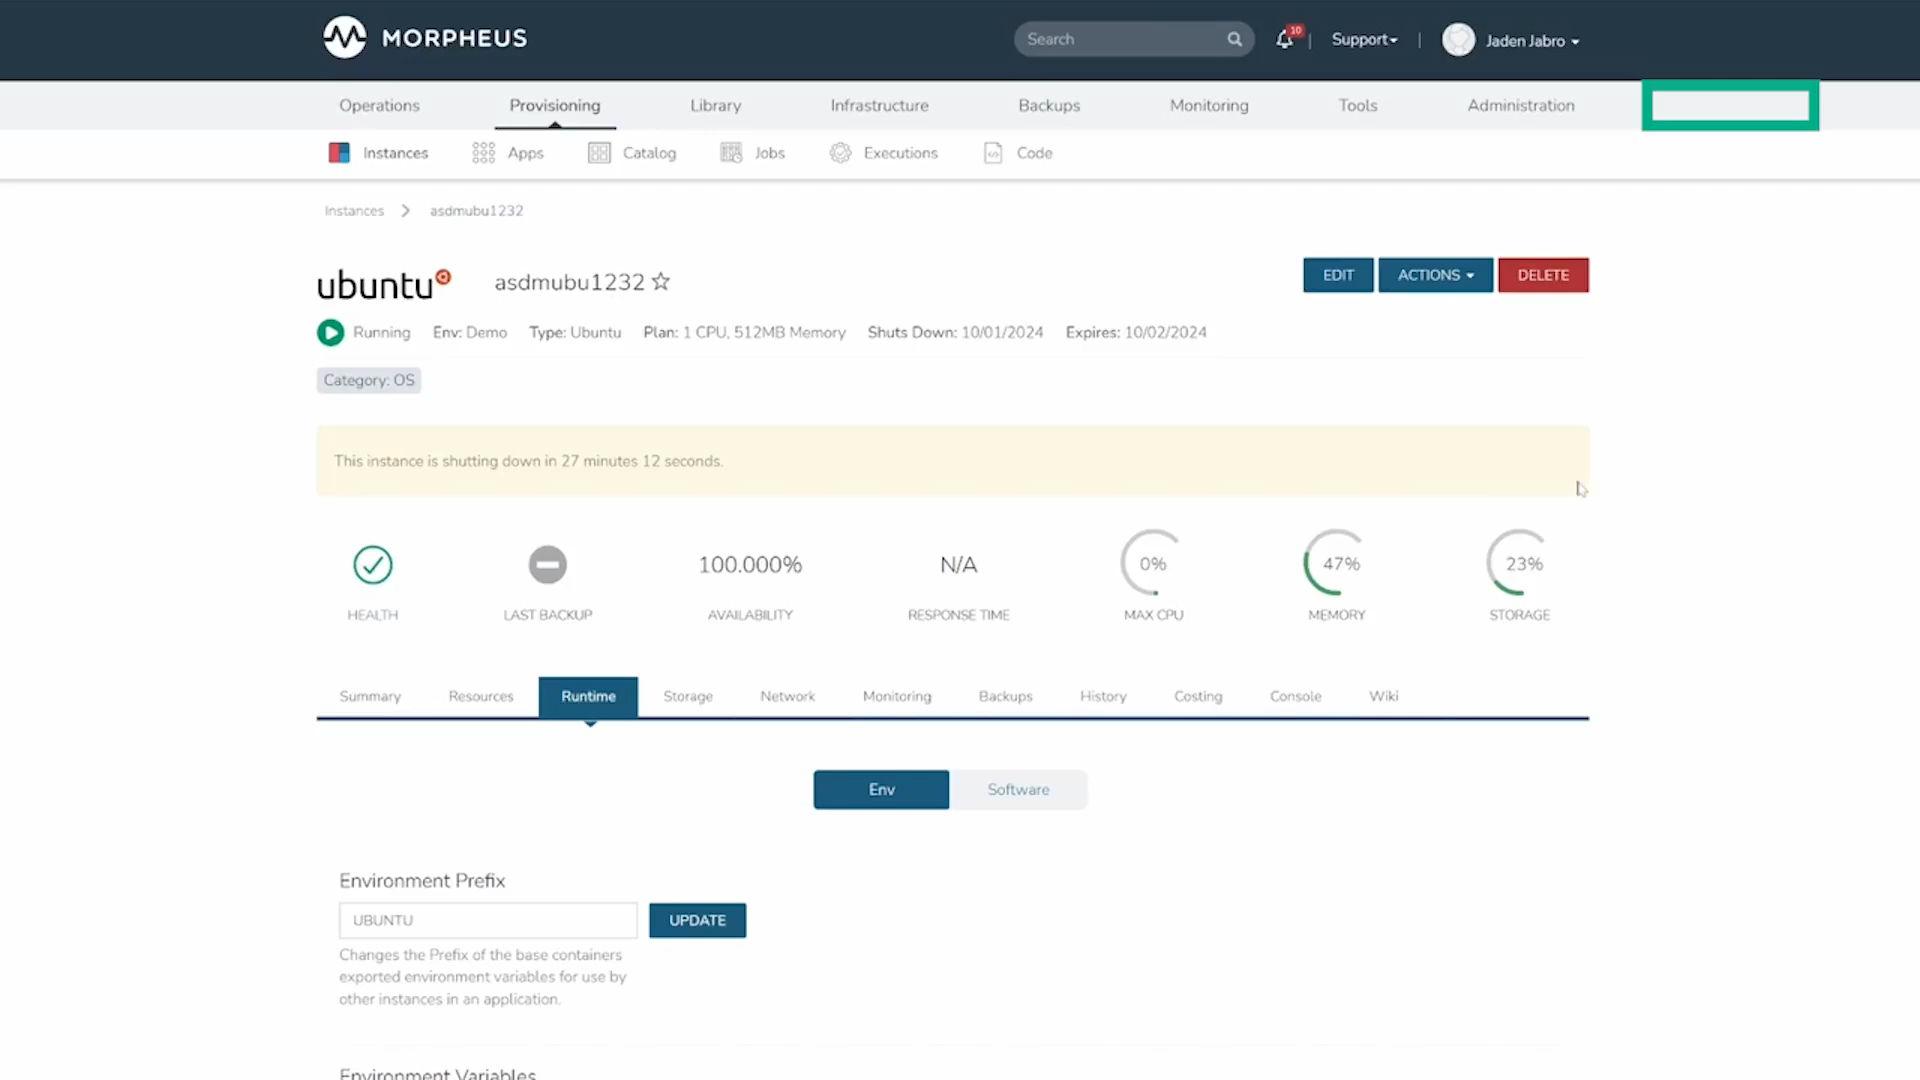 MORPHEUS
Search
10
Support
Jaden Jabro
Operations Provisioning Library Infrastructure Backups Monitoring Tools Administration
Instances Apps Catalog Jobs Executions Code
Instances asdmubu1232
ubuntu
asdmubu1232
EDIT ACTIONS DELETE
Running Env: Demo Type: Ubuntu Plan: 1 CPU, 512MB Memory Shuts Down: 10/01/2024 Expires: 10/02/2024
Category: OS
This instance is shutting down in 27 minutes 12 seconds.
100.000% N/A 0% 47% 23%
HEALTH LAST BACKUP AVAILABILITY RESPONSE TIME MAX CPU MEMORY STORAGE
Summary Resources Runtime Storage Network Monitoring Backups History Costing Console Wiki
Env Software
Environment Prefix
UBUNTU UPDATE
Changes the Prefix of the base containers
exported environment variables for use by
other instances in an application.
Environment Variables